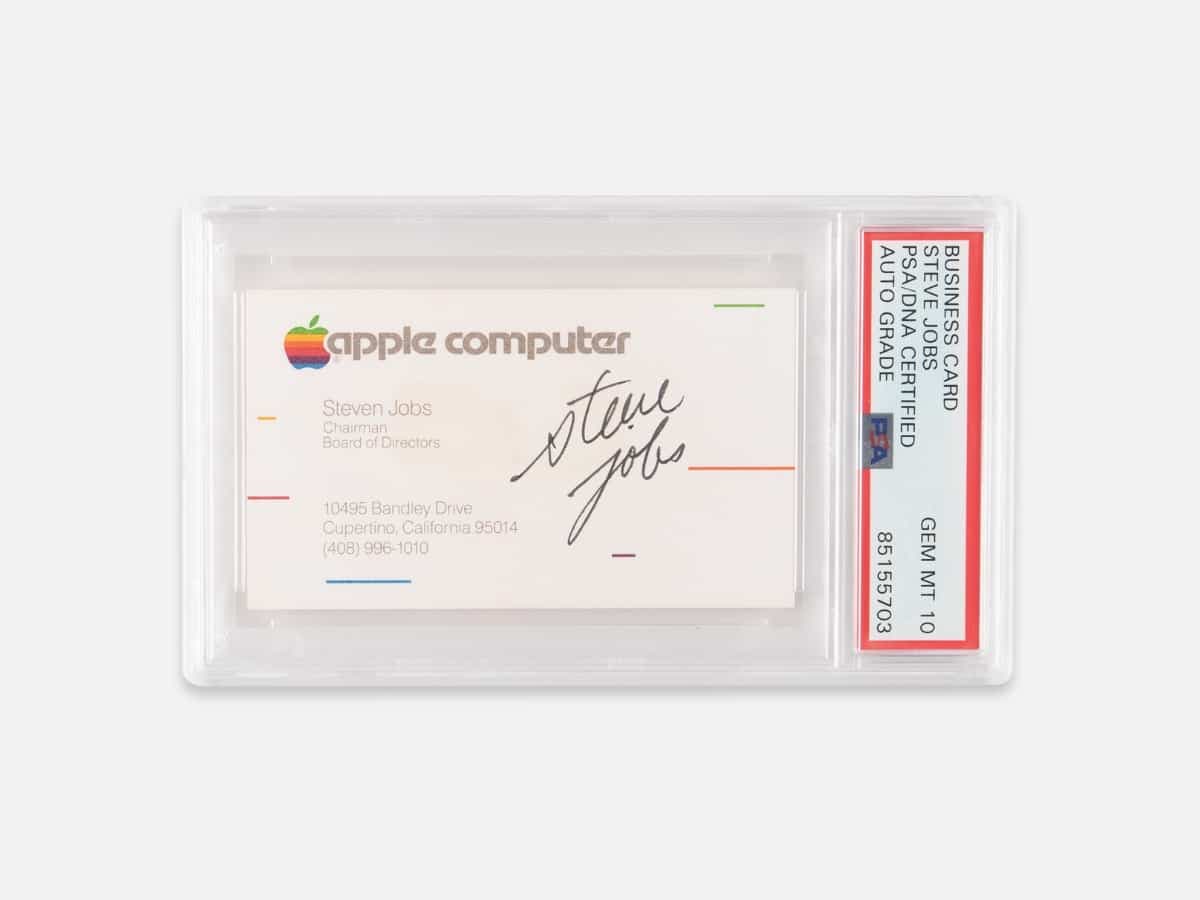 apple computer
Steven Jobs
Chairman
Board of Directors
steve
jobs
10495 Bandley Drive
Cupertino, California 95014
(408) 996-1010
BUSINESS CARD
STEVE JOBS
PSA/DNA CERTIFIED GEM MT 10
AUTO GRADE 85155703
PSA